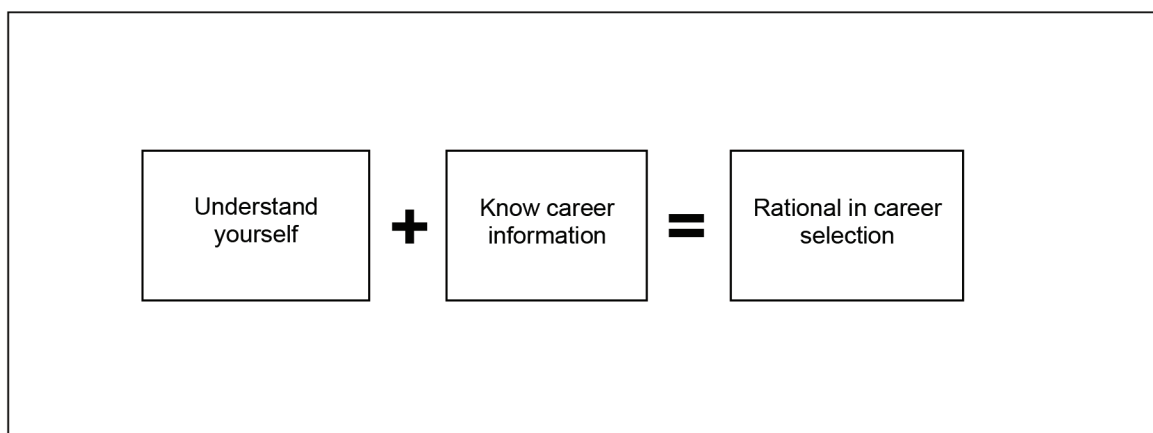 Understand
yourself
+
Know career
information
=
Rational in career
selection